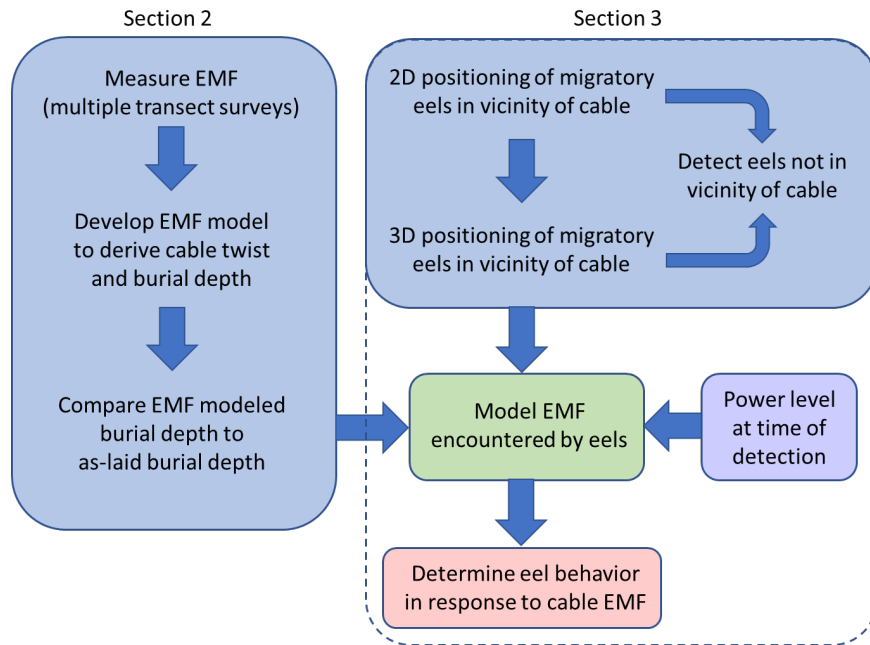 Section 2
Measure EMF
(multiple transect surveys)
Develop EMF model
to derive cable twist
and burial depth
Compare EMF modeled
burial depth to
as-laid burial depth
Section 3
2D positioning of migratory
eels in vicinity of cable
Detect eels not in
vicinity of cable
3D positioning of migratory
eels in vicinity of cable
Model EMF
encountered by eels
Power level
at time of
detection
Determine eel behavior
in response to cable EMF